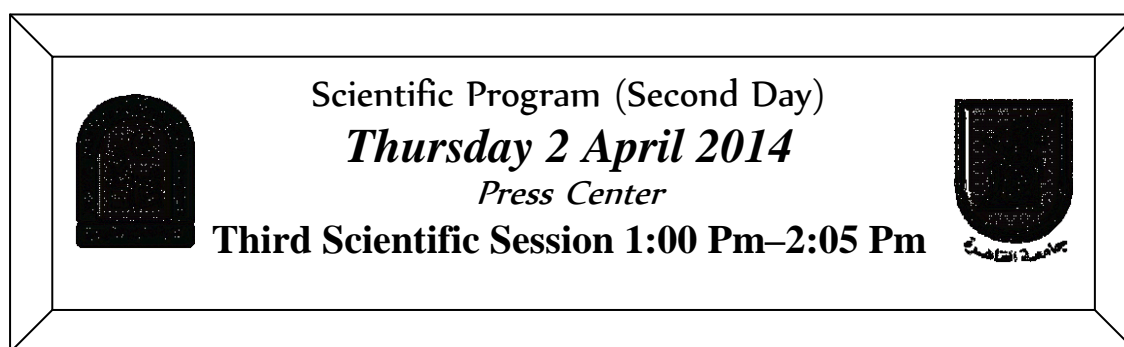 Scientific Program (Second Day)
Thursday 2 April 2014
Press Center
Third Scientific Session 1:00 Pm–2:05 Pm